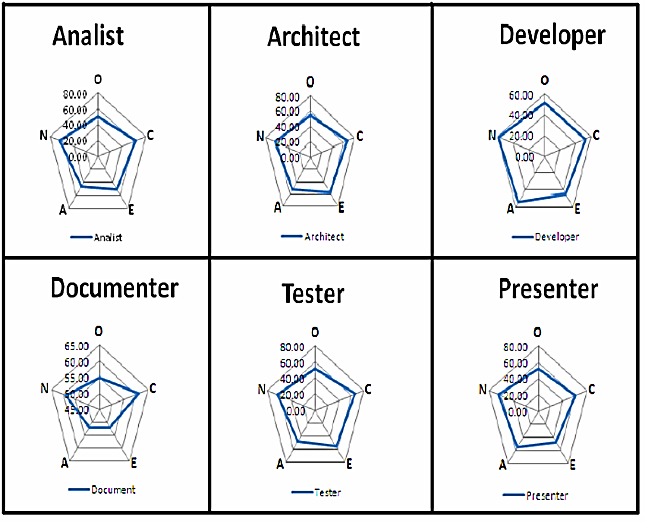 Analist
O
80.00
60.00
40.00
20.00
0.00
N
C
A
E
Analist
Architect
O
80.00
60.00
40.00
20.00
0.00
N
C
A
E
Architect
Developer
O
60.00
40.00
20.00
0.00
N
C
A
E
Developer
Documenter
O
65.00
60.00
55.00
50.00
45.00
N
C
A
E
Document
Tester
O
80.00
60.00
40.00
20.00
0.00
N
C
A
E
Tester
Presenter
O
80.00
60.00
40.00
20.00
0.00
N
C
A
E
Presenter